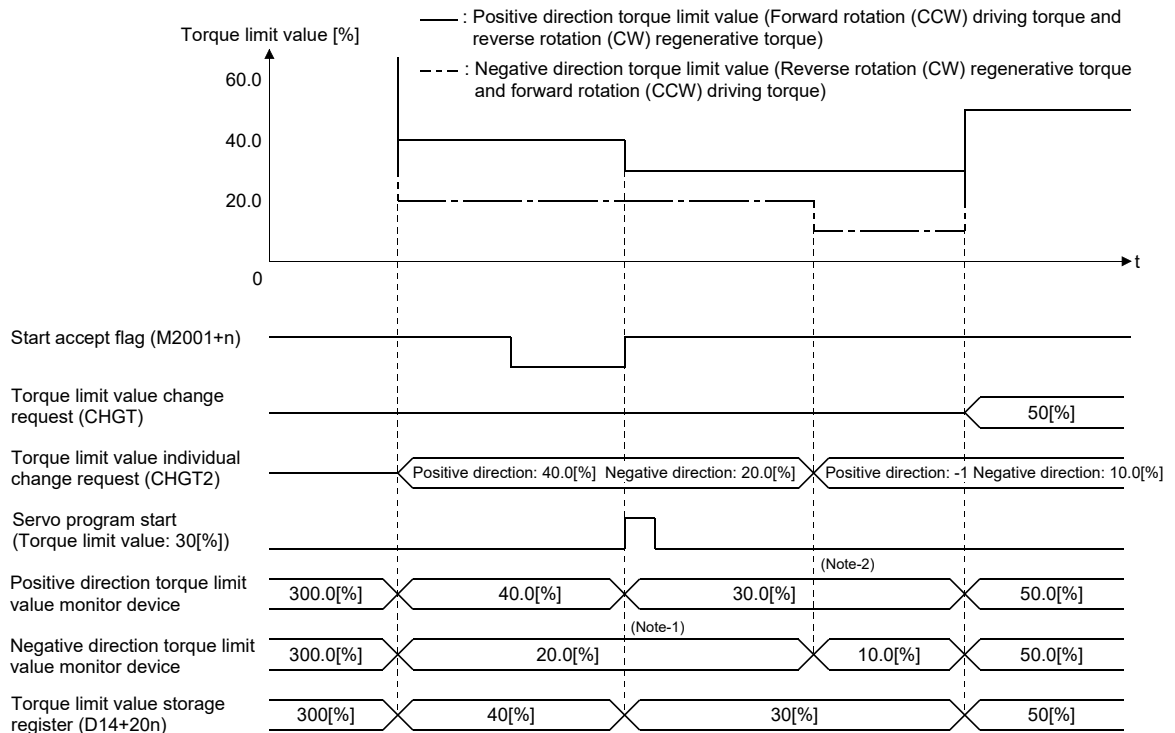 Torque limit value [%]
: Positive direction torque limit value (Forward rotation (CCW) driving torque and
reverse rotation (CW) regenerative torque)
: Negative direction torque limit value (Reverse rotation (CW) regenerative torque
and forward rotation (CCW) driving torque)
60.0
40.0
20.0
0
t
Start accept flag (M2001+n)
Torque limit value change
request (CHGT)
50[%]
Torque limit value individual
change request (CHGT2)
Positive direction: 40.0[%] Negative direction: 20.0[%]
Positive direction: -1 Negative direction: 10.0[%]
Servo program start
(Torque limit value: 30[%])
(Note-2)
Positive direction torque limit
value monitor device
300.0[%]
40.0[%]
30.0[%]
50.0[%]
(Note-1)
Negative direction torque limit
value monitor device
300.0[%]
20.0[%]
10.0[%]
50.0[%]
Torque limit value storage
register (D14+20n)
300[%]
40[%]
30[%]
50[%]